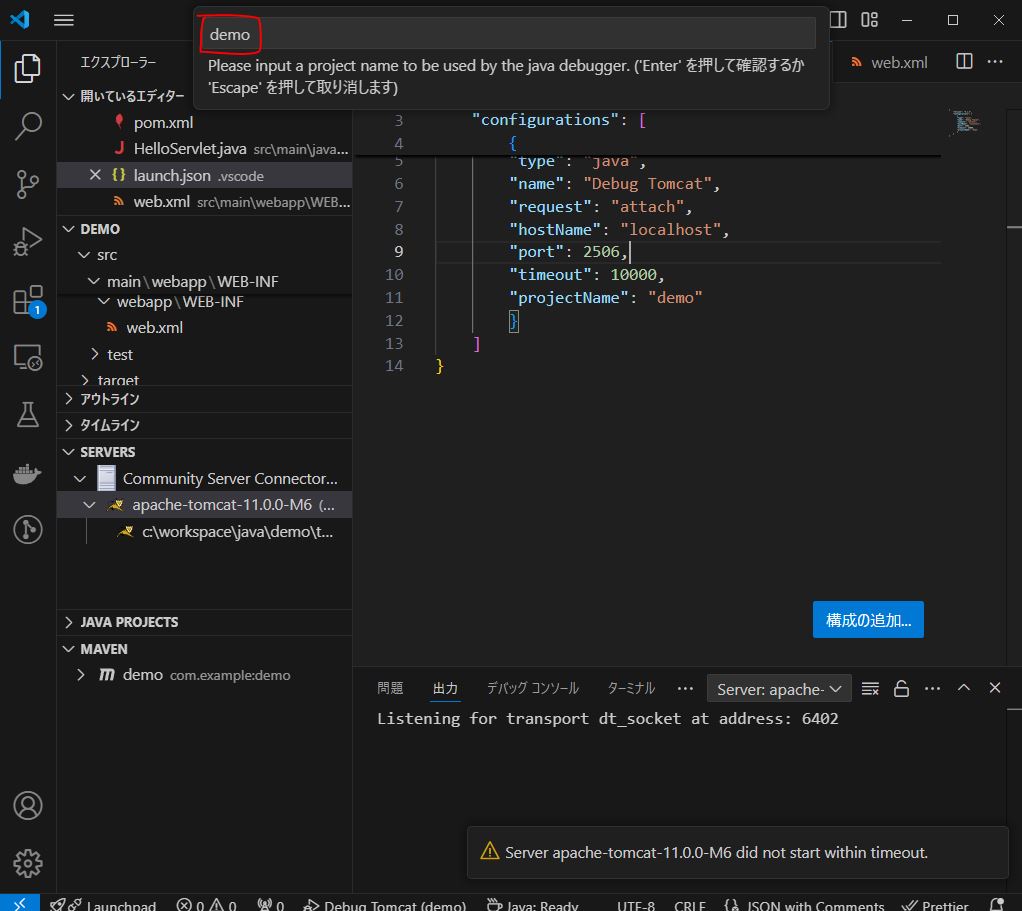 demo
Please input a project name to be used by the java debugger. ('Enter' を押して確認するか
'Escape' を押して取り消します)
エクスプローラー
開いているエディター
pom.xml
HelloServlet.java src\main\java...
launch.json .vscode
web.xml src\main\webapp\WEB...
DEMO
src
main\webapp\WEB-INF
webapp\WEB-INF
web.xml
test
target
アウトライン
タイムライン
SERVERS
Community Server Connector...
apache-tomcat-11.0.0-M6 (...
c:\workspace\java\demo\t...
JAVA PROJECTS
MAVEN
demo com.example:demo
1
web.xml
3 "configurations": [
4 {
5 "type": "java",
6 "name": "Debug Tomcat",
7 "request": "attach",
8 "hostName": "localhost",
9 "port": 2506,
10 "timeout": 10000,
11 "projectName": "demo"
12 }
13 ]
14 }
構成の追加...
問題 出力 デバッグ コンソール ターミナル ... Server: apache-
Listening for transport dt_socket at address: 6402
Server apache-tomcat-11.0.0-M6 did not start within timeout.
Launchpad 0 0 0 Debug Tomcat (demo) Java: Ready UTF-8 CRLF {} JSON with Comments Prettier